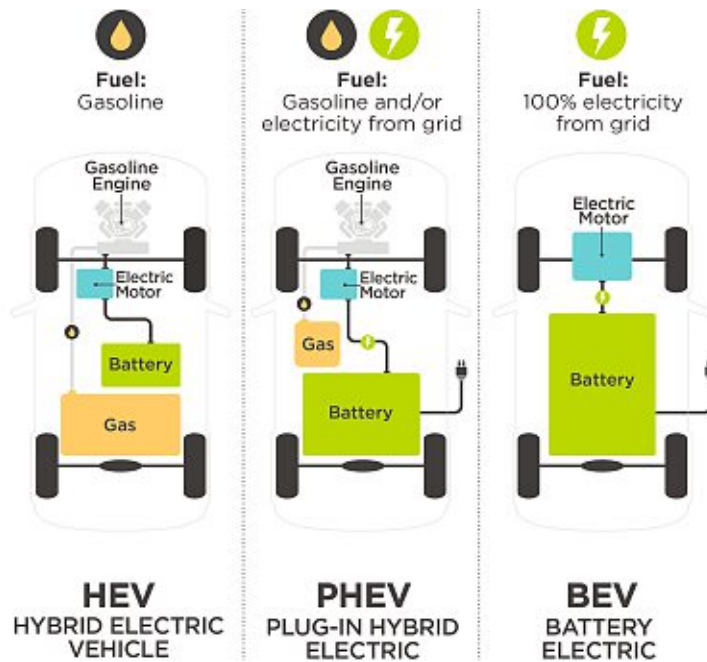 Fuel:
Gasoline
Gasoline
Engine
Electric
Motor
Battery
Gas
HEV
HYBRID ELECTRIC
VEHICLE
Fuel:
Gasoline and/or
electricity from grid
Gasoline
Engine
Electric
Motor
Gas
Battery
PHEV
PLUG-IN HYBRID
ELECTRIC
Fuel:
100% electricity
from grid
Electric
Motor
Battery
BEV
BATTERY
ELECTRIC